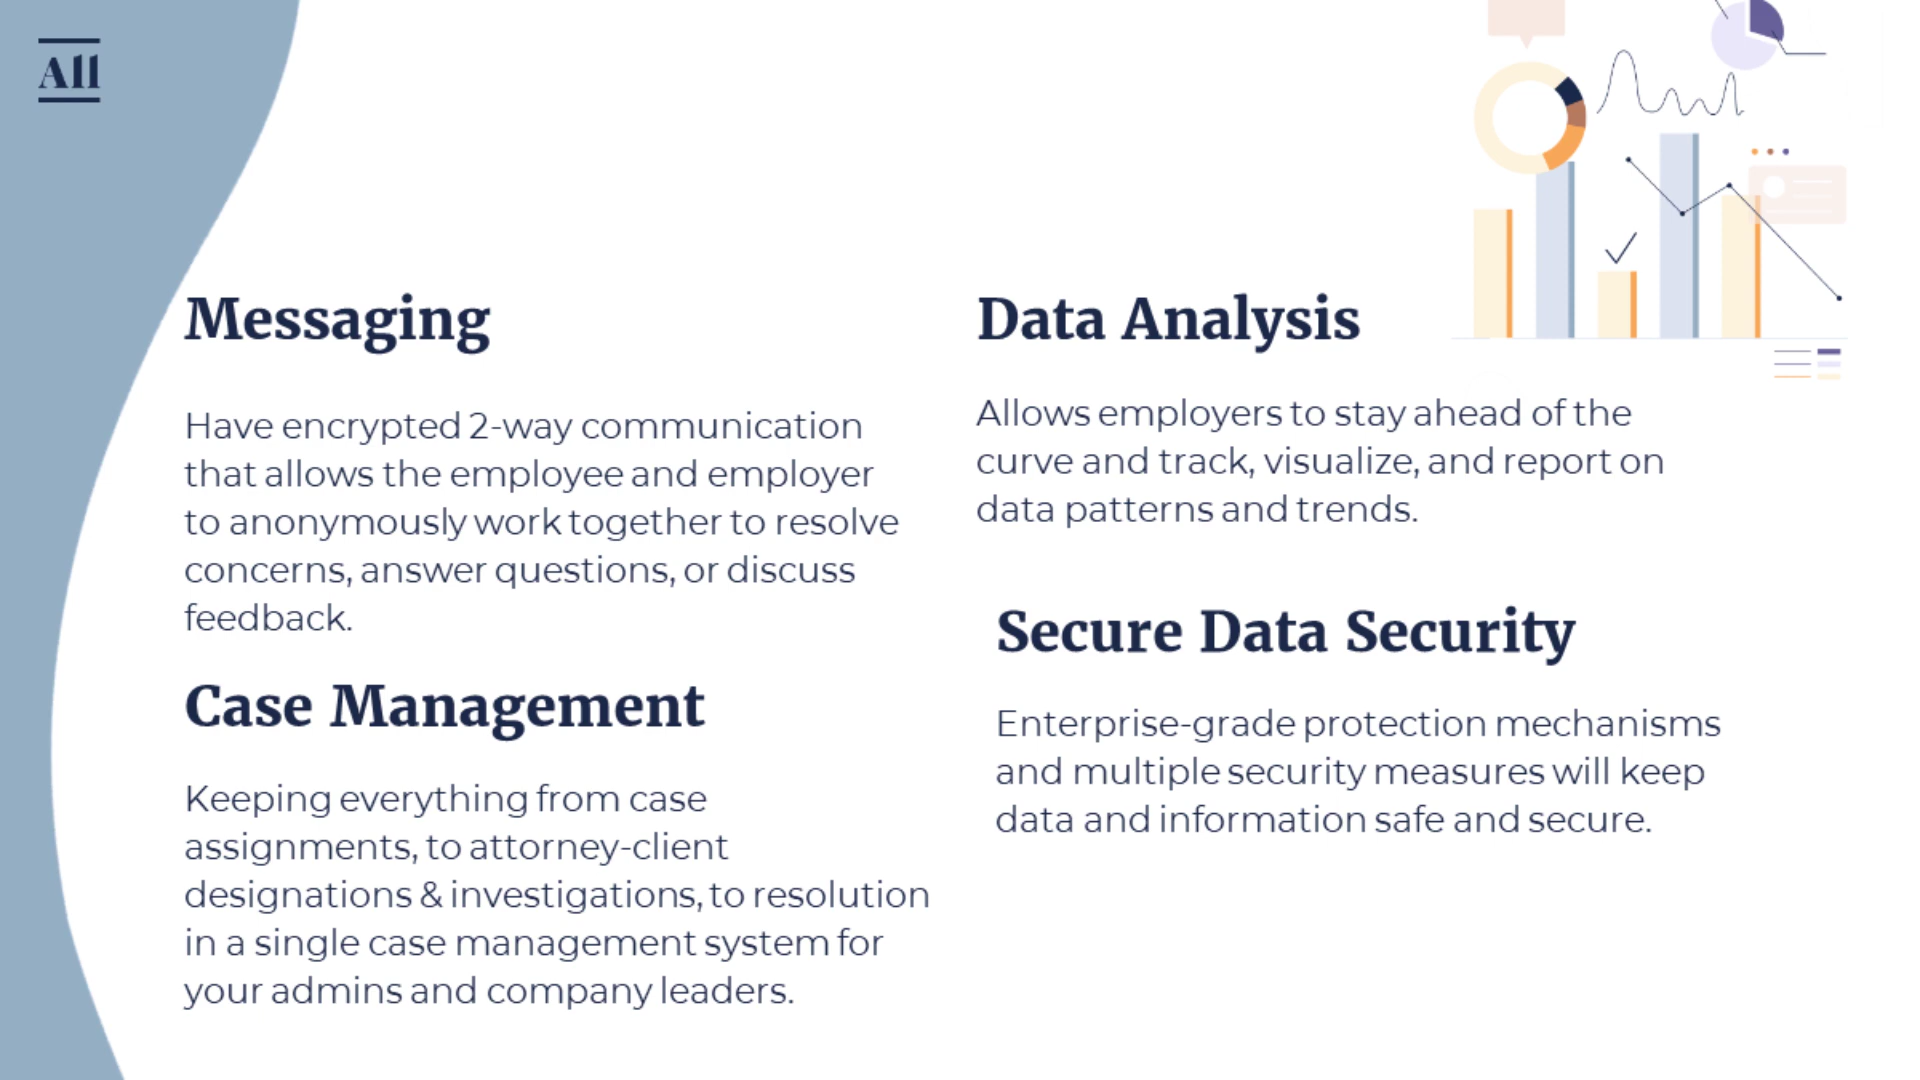 All
Messaging
Have encrypted 2-way communication
that allows the employee and employer
to anonymously work together to resolve
concerns, answer questions, or discuss
feedback.
Case Management
Keeping everything from case
assignments, to attorney-client
designations & investigations, to resolution
in a single case management system for
your admins and company leaders.
Data Analysis
Allows employers to stay ahead of the
curve and track, visualize, and report on
data patterns and trends.
Secure Data Security
Enterprise-grade protection mechanisms
and multiple security measures will keep
data and information safe and secure.